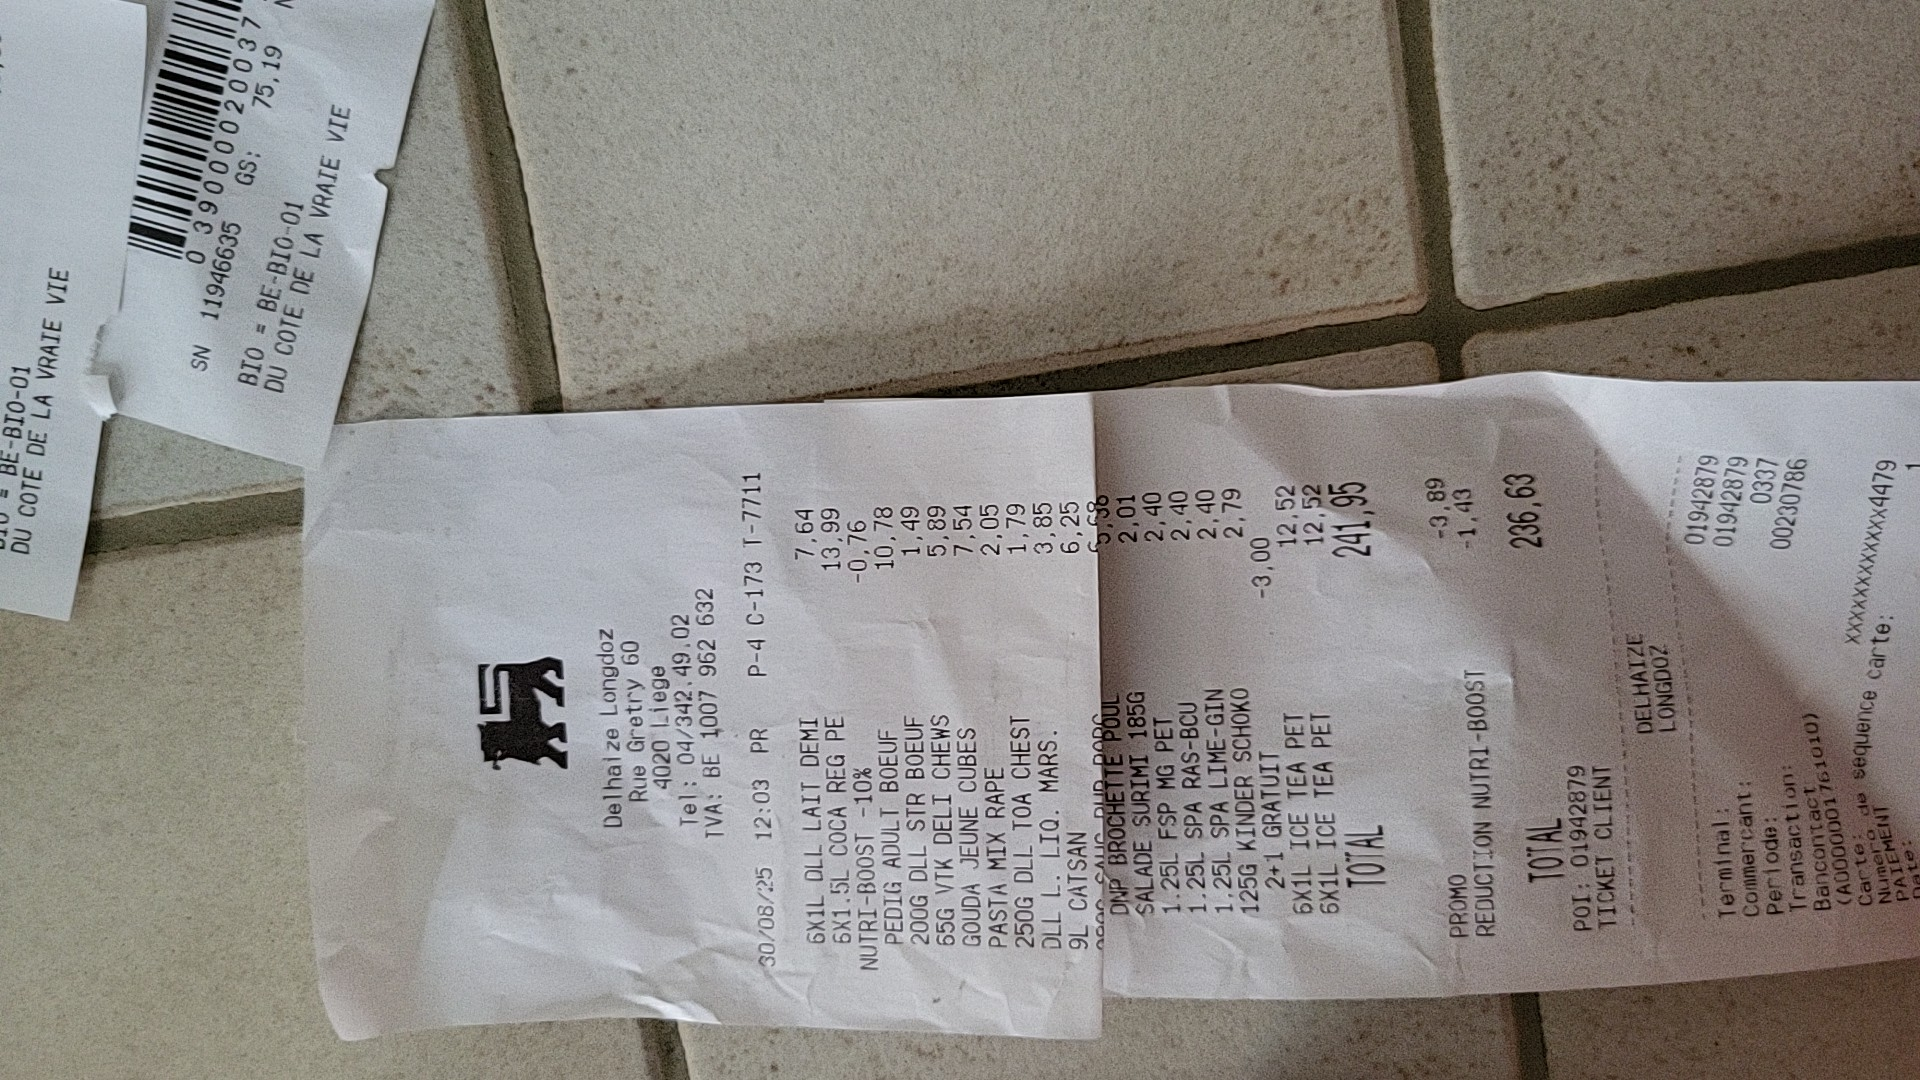 BIO = BE-BIO-01
DU COTE DE LA VRAIE VIE
039000020037
SN 11946635 GS: 75,19
BIO = BE-BIO-01
DU COTE DE LA VRAIE VIE
Delhaize Longdoz
Rue Gretry 60
4020 Liege
Tel: 04/342.49.02
TVA: BE 1007 962 632
30/08/25 12:03 PR P-4 C-173 T-7711
6X1L DLL LAIT DEMI 7,64
6X1.5L COCA REG PE 13,99
NUTRI-BOOST -10% -0,76
PEDIG ADULT BOEUF 10,78
200G DLL STR BOEUF 1,49
65G VTK DELI CHEWS 5,89
GOUDA JEUNE CUBES 7,54
PASTA MIX RAPE 2,05
250G DLL TOA CHEST 1,79
DLL L. LIQ. MARS. 3,85
9L CATSAN 6,25
DNP BROCHETTE POUL
SALADE SURIMI 185G 2,01
1.25L FSP MG PET 2,40
1.25L SPA RAS-BCU 2,40
1.25L SPA LIME-GIN 2,40
125G KINDER SCHOKO 2,79
2+1 GRATUIT -3,00
6X1L ICE TEA PET 12,52
6X1L ICE TEA PET 12,52
TOTAL 241,95
PROMO -3,89
REDUCTION NUTRI-BOOST -1,43
TOTAL 236,63
POI: 01942879
TICKET CLIENT
DELHAIZE
LONGDOZ
Terminal: 01942879
Commercant: 01942879
Periode: 0337
Transaction: 00230786
Bancontact
(A0000001761010)
Carte: XXXXXXXXXXXXX4479
Numero de sequence carte: 1
PAIEMENT
Date: